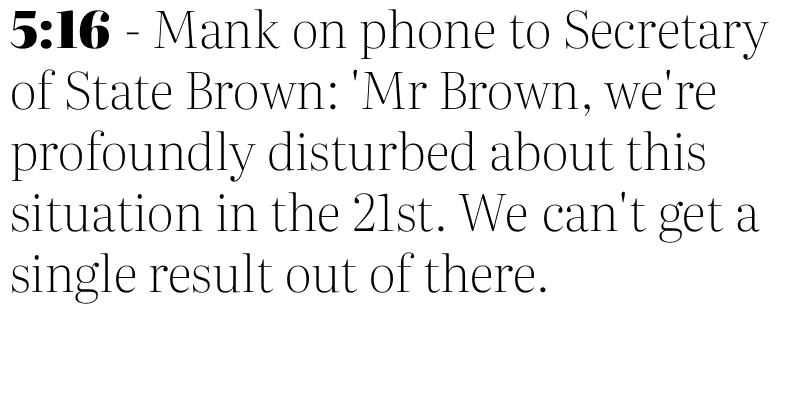 5:16 - Mank on phone to Secretary
of State Brown: 'Mr Brown, we're
profoundly disturbed about this
situation in the 21st. We can't get a
single result out of there.